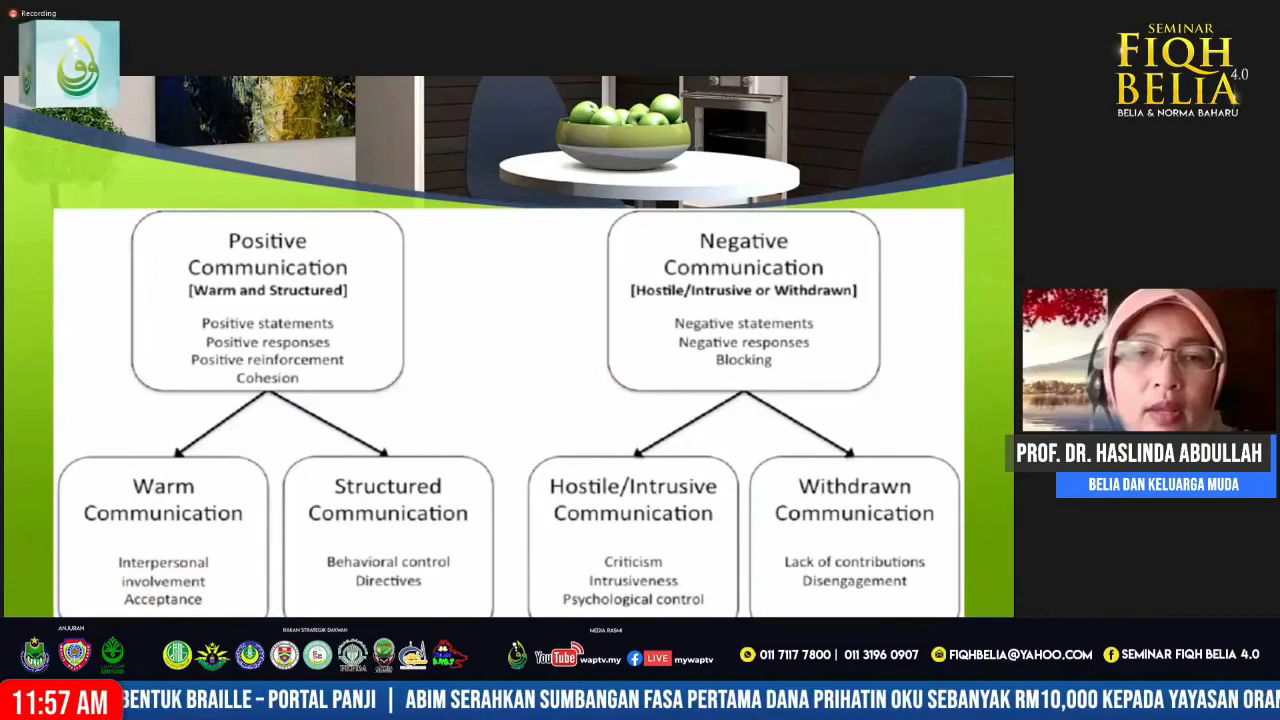 Recording
SEMINAR
FIQH
BELIA 4.0
BELIA & NORMA BAHARU
Positive
Communication
[Warm and Structured]
Positive statements
Positive responses
Positive reinforcement
Cohesion
Negative
Communication
[Hostile/Intrusive or Withdrawn]
Negative statements
Negative responses
Blocking
Warm
Communication
Interpersonal
involvement
Acceptance
Structured
Communication
Behavioral control
Directives
Hostile/Intrusive
Communication
Criticism
Intrusiveness
Psychological control
Withdrawn
Communication
Lack of contributions
Disengagement
PROF. DR. HASLINDA ABDULLAH
BELIA DAN KELUARGA MUDA
ANJURAN
RAKAN STRATEGIK DAKWAH
MEDIA RASMI
YouTube waptv.my LIVE mywaptv
011 7117 7800 | 011 3196 0907
FIQHBELIA@YAHOO.COM
SEMINAR FIQH BELIA 4.0
11:57 AM
BENTUK BRAILLE – PORTAL PANJI | ABIM SERAHKAN SUMBANGAN FASA PERTAMA DANA PRIHATIN OKU SEBANYAK RM10,000 KEPADA YAYASAN